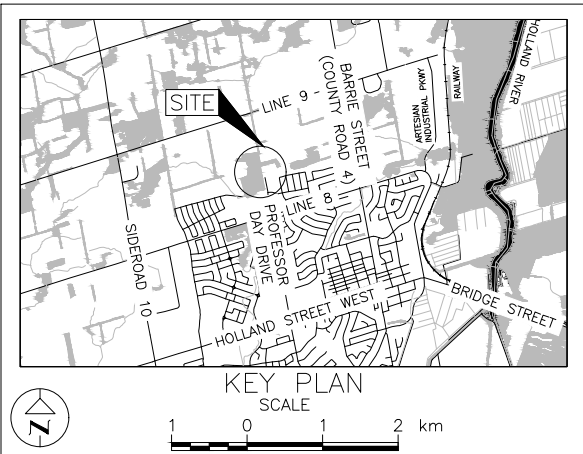 SITE
LINE 9
BARRIE STREET
(COUNTY ROAD 4)
ARTESIAN
INDUSTRIAL PKWY
RAILWAY
HOLLAND RIVER
SIDEROAD 10
PROFESSOR
DAY DRIVE
LINE 8
HOLLAND STREET WEST
BRIDGE STREET
KEY PLAN
SCALE
N
1 0 1 2 km